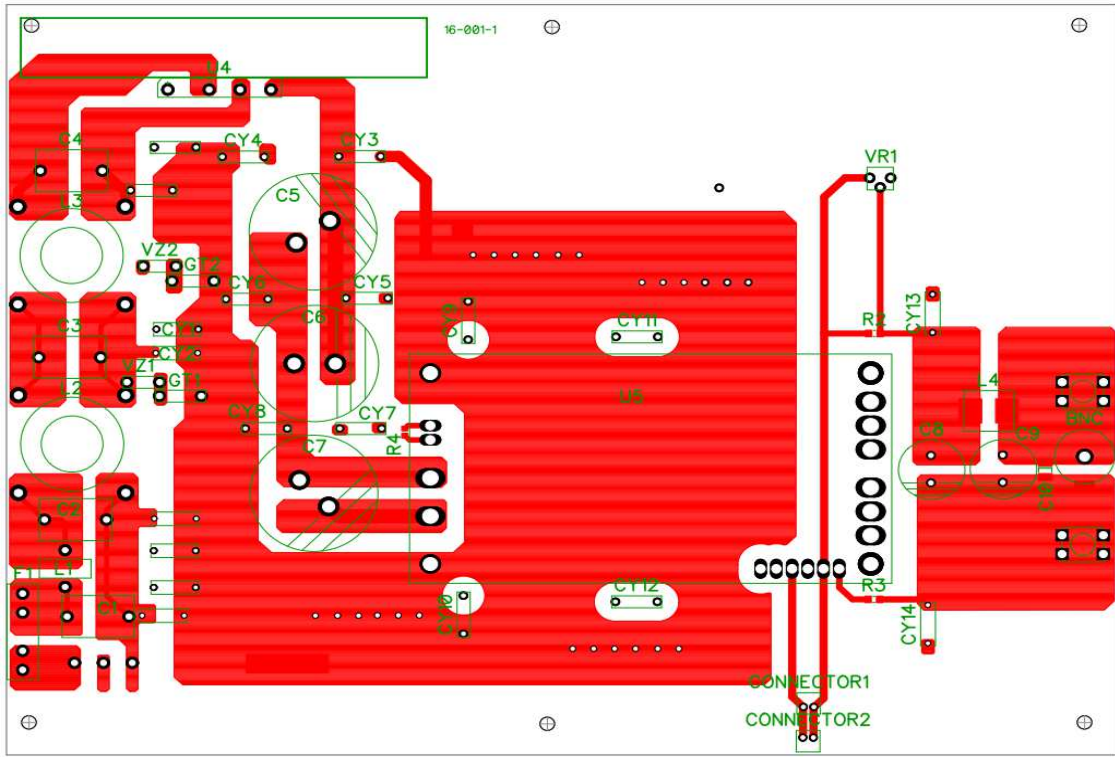 16-001-1
U4
C4
CY4
CY3
VR1
C5
L3
VZ2
GT2
CY6
CY5
CY13
C6
C3
CY1
CY9
CY11
R2
CY2
VZ1
GT1
L2
U5
L4
CY8
CY7
R4
BNC
C7
C8
C9
C10
C2
F1
L1
CY12
R3
C1
CY10
CY14
CONNECTOR1
CONNECTOR2